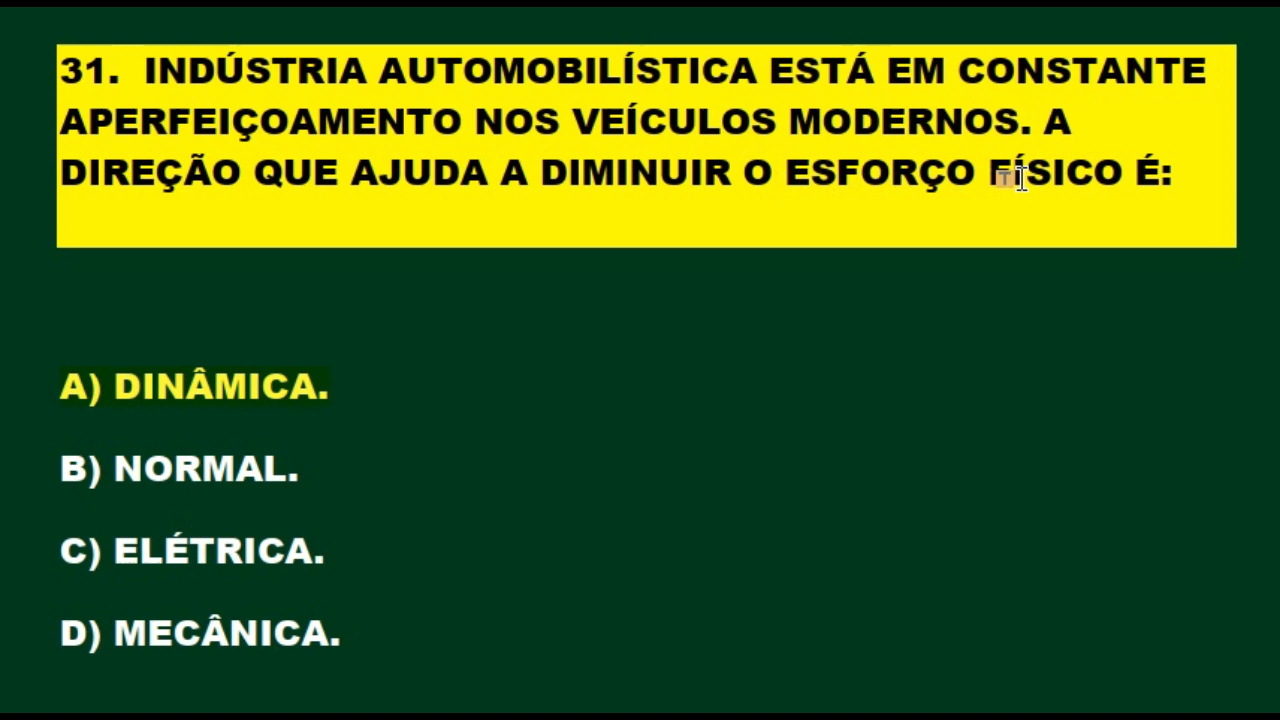 31. INDÚSTRIA AUTOMOBILÍSTICA ESTÁ EM CONSTANTE
APERFEIÇOAMENTO NOS VEÍCULOS MODERNOS. A
DIREÇÃO QUE AJUDA A DIMINUIR O ESFORÇO FÍSICO É:
A) DINÂMICA.
B) NORMAL.
C) ELÉTRICA.
D) MECÂNICA.